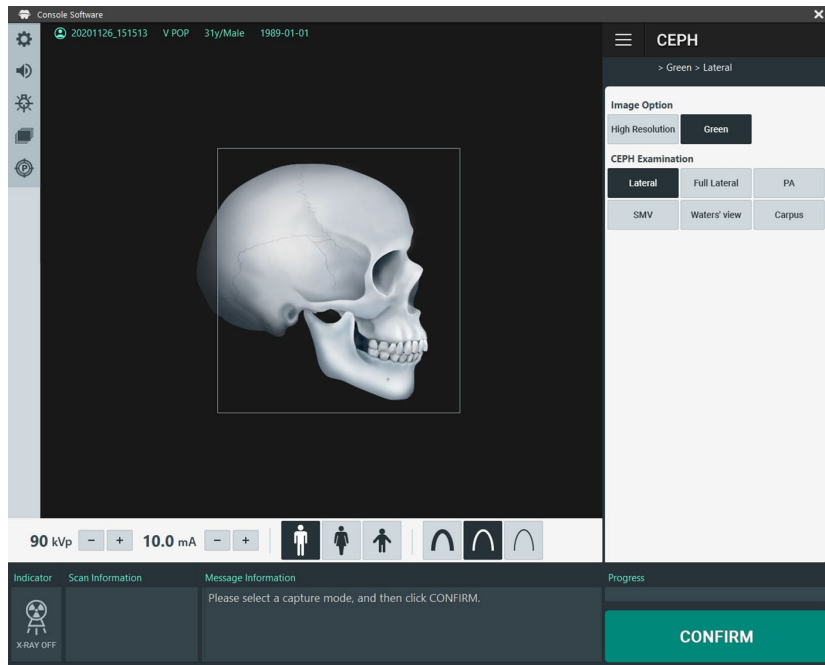 Console Software
20201126_151513 V POP 31y/Male 1989-01-01
CEPH
> Green > Lateral
Image Option
High Resolution Green
CEPH Examination
Lateral Full Lateral PA
SMV Waters' view Carpus
P
90 kVp - + 10.0 mA - +
Indicator Scan Information Message Information Progress
Please select a capture mode, and then click CONFIRM.
X-RAY OFF
CONFIRM